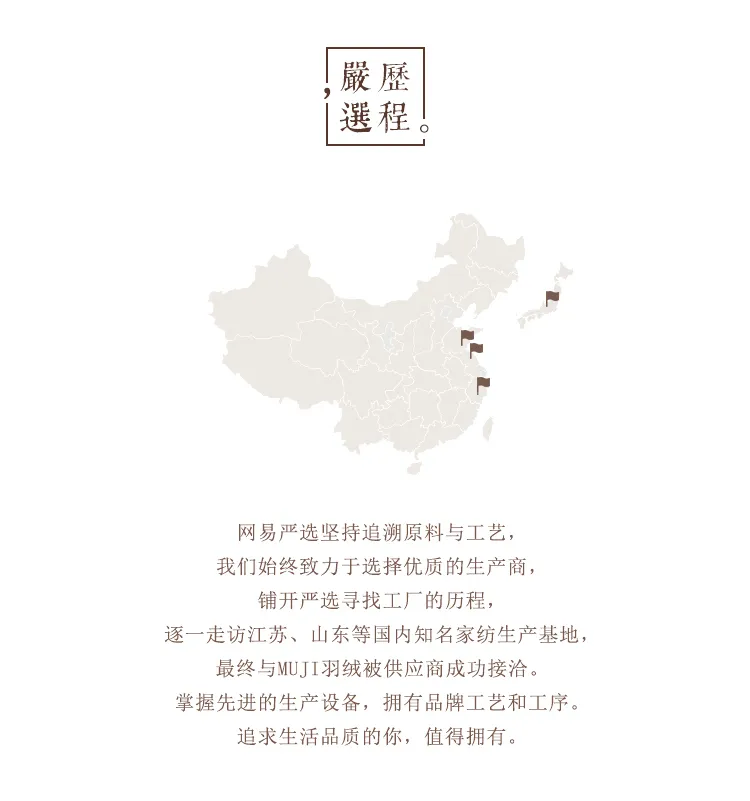 嚴選
歷程
网易严选坚持追溯原料与工艺，
我们始终致力于选择优质的生产商，
铺开严选寻找工厂的历程，
逐一走访江苏、山东等国内知名家纺生产基地，
最终与MUJI羽绒被供应商成功接洽。
掌握先进的生产设备，拥有品牌工艺和工序。
追求生活品质的你，值得拥有。